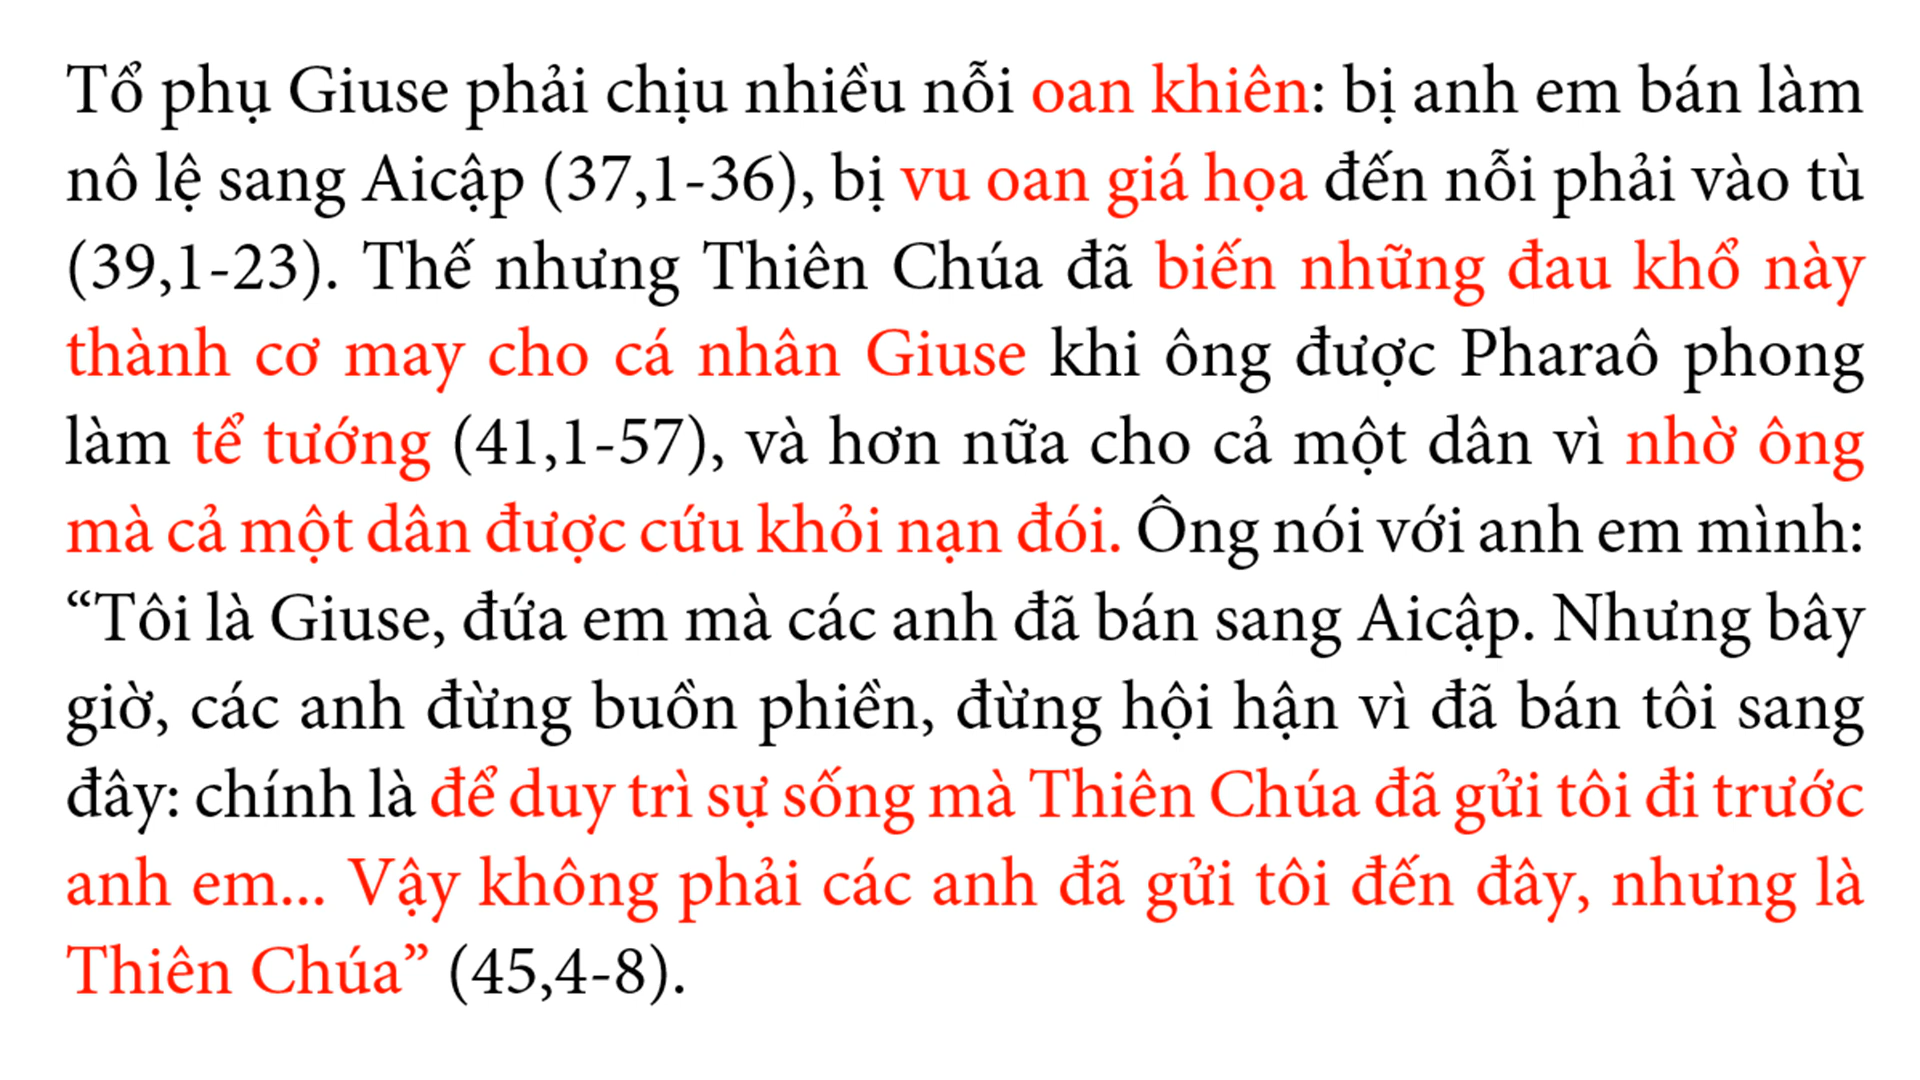 Tổ phụ Giuse phải chịu nhiều nỗi oan khiên: bị anh em bán làm
nô lệ sang Aicập (37,1-36), bị vu oan giá họa đến nỗi phải vào tù
(39,1-23). Thế nhưng Thiên Chúa đã biến những đau khổ này
thành cơ may cho cá nhân Giuse khi ông được Pharaô phong
làm tể tướng (41,1-57), và hơn nữa cho cả một dân vì nhờ ông
mà cả một dân được cứu khỏi nạn đói. Ông nói với anh em mình:
“Tôi là Giuse, đứa em mà các anh đã bán sang Aicập. Nhưng bây
giờ, các anh đừng buồn phiền, đừng hội hận vì đã bán tôi sang
đây: chính là để duy trì sự sống mà Thiên Chúa đã gửi tôi đi trước
anh em... Vậy không phải các anh đã gửi tôi đến đây, nhưng là
Thiên Chúa” (45,4-8).